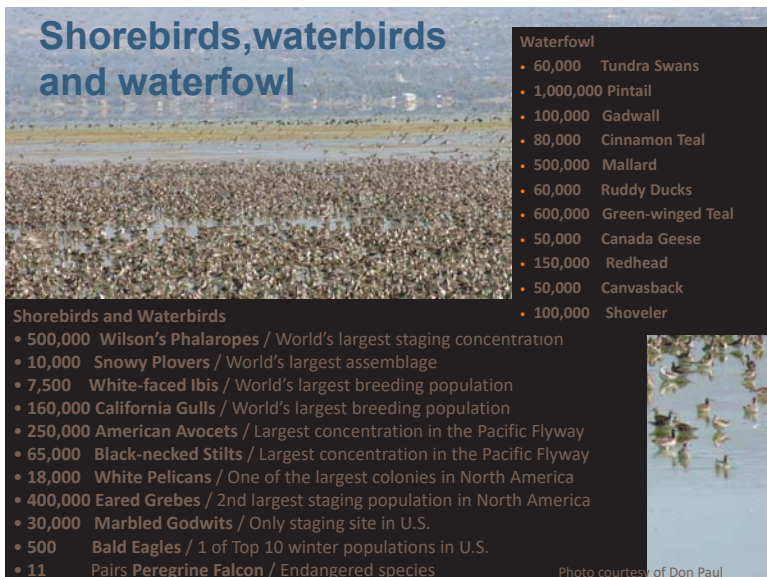 Shorebirds,waterbirds
and waterfowl
Waterfowl
• 60,000 Tundra Swans
• 1,000,000 Pintail
• 100,000 Gadwall
• 80,000 Cinnamon Teal
• 500,000 Mallard
• 60,000 Ruddy Ducks
• 600,000 Green-winged Teal
• 50,000 Canada Geese
• 150,000 Redhead
• 50,000 Canvasback
• 100,000 Shoveler
Shorebirds and Waterbirds
• 500,000 Wilson's Phalaropes / World's largest staging concentration
• 10,000 Snowy Plovers / World's largest assemblage
• 7,500 White-faced Ibis / World's largest breeding population
• 160,000 California Gulls / World's largest breeding population
• 250,000 American Avocets / Largest concentration in the Pacific Flyway
• 65,000 Black-necked Stilts / Largest concentration in the Pacific Flyway
• 18,000 White Pelicans / One of the largest colonies in North America
• 400,000 Eared Grebes / 2nd largest staging population in North America
• 30,000 Marbled Godwits / Only staging site in U.S.
• 500 Bald Eagles / 1 of Top 10 winter populations in U.S.
• 11 Pairs Peregrine Falcon / Endangered species
Photo courtesy of Don Paul